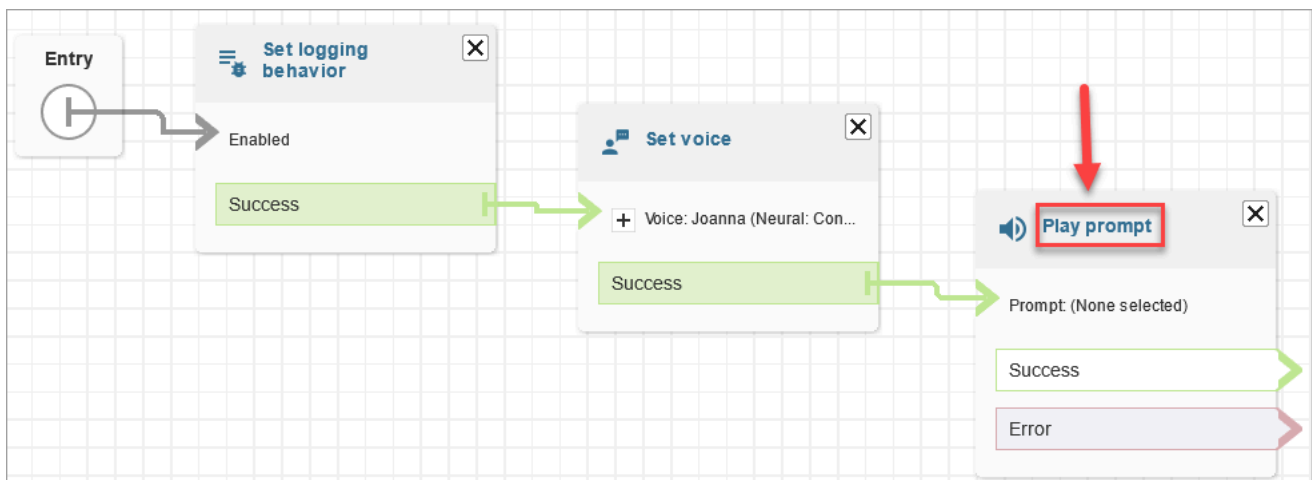 Entry
Set logging
behavior
Enabled
Success
Set voice
Voice: Joanna (Neural: Con...
Success
Play prompt
Prompt: (None selected)
Success
Error